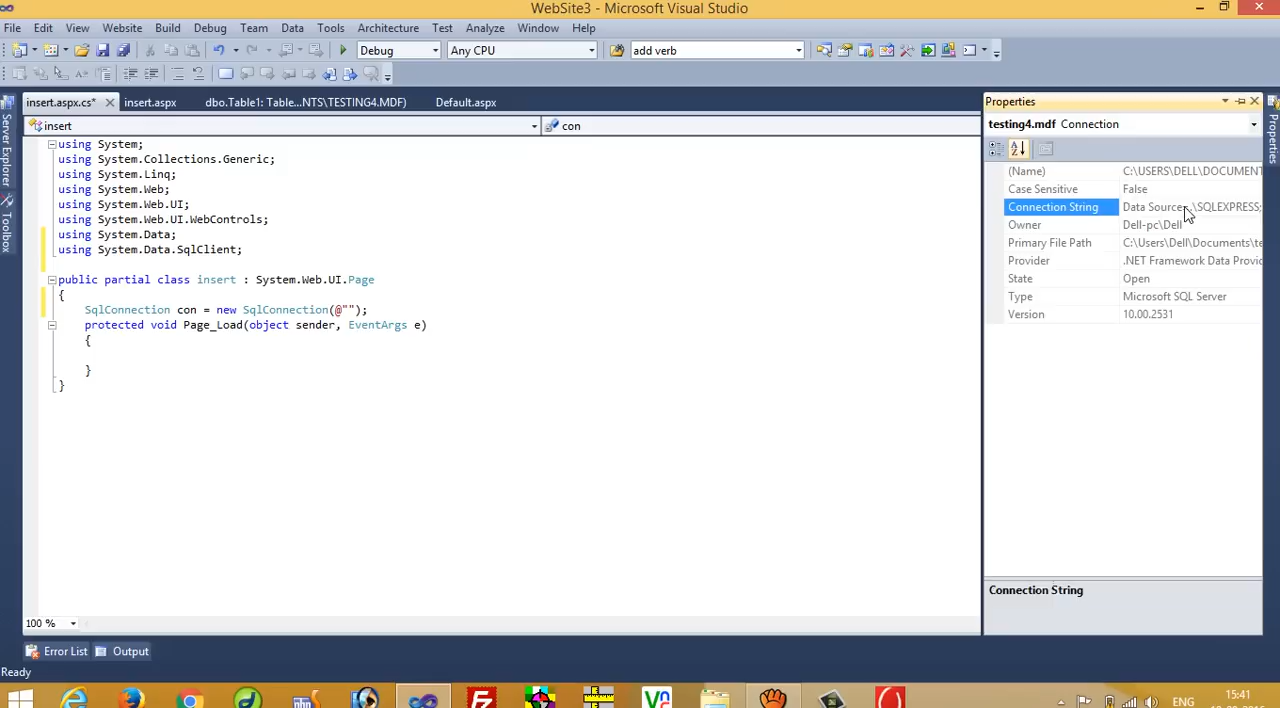 WebSite3 - Microsoft Visual Studio
File Edit View Website Build Debug Team Data Tools Architecture Test Analyze Window Help
Debug Any CPU add verb
insert.aspx.cs* insert.aspx dbo.Table1: Table...NTS\TESTING4.MDF) Default.aspx
insert con
Server Explorer
Toolbox
using System;
using System.Collections.Generic;
using System.Linq;
using System.Web;
using System.Web.UI;
using System.Web.UI.WebControls;
using System.Data;
using System.Data.SqlClient;
public partial class insert : System.Web.UI.Page
{
SqlConnection con = new SqlConnection(@"");
protected void Page_Load(object sender, EventArgs e)
{
}
}
100 %
Error List Output
Ready
Properties
testing4.mdf Connection
(Name) C:\USERS\DELL\DOCUMENT
Case Sensitive False
Connection String Data Source \SQLEXPRESS;
Owner Dell-pc\Dell
Primary File Path C:\Users\Dell\Documents\te
Provider .NET Framework Data Provid
State Open
Type Microsoft SQL Server
Version 10.00.2531
Connection String
Properties
ENG
15:41